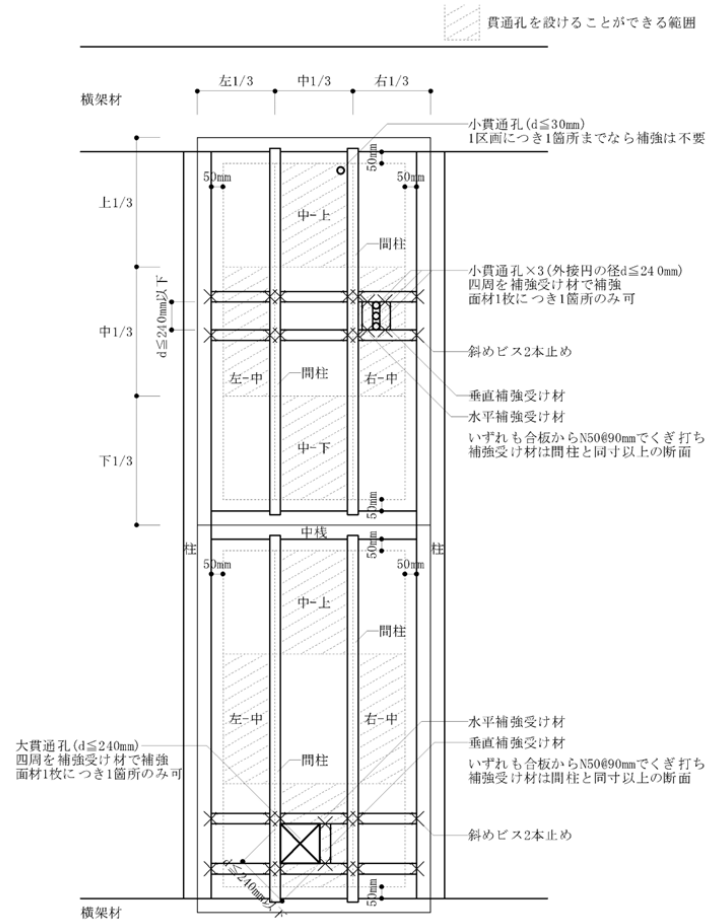 貫通孔を設けることができる範囲
左1/3
中1/3
右1/3
横架材
小貫通孔(d≦30mm)
1区画につき1箇所までなら補強は不要
50mm
50mm
50mm
上1/3
中-上
間柱
小貫通孔×3(外接円の径d≦240mm)
四周を補強受け材で補強
面材1枚につき1箇所のみ可
d≦240mm以下
中1/3
斜めビス2本止め
間柱
左-中
右-中
垂直補強受け材
水平補強受け材
いずれも合板からN50@90mmでくぎ打ち
補強受け材は間柱と同寸以上の断面
中-下
下1/3
50mm
中桟
柱
柱
50mm
50mm
50mm
中-上
間柱
左-中
右-中
水平補強受け材
垂直補強受け材
いずれも合板からN50@90mmでくぎ打ち
補強受け材は間柱と同寸以上の断面
大貫通孔(d≦240mm)
四周を補強受け材で補強
面材1枚につき1箇所のみ可
間柱
斜めビス2本止め
d≦240mm以下
50mm
横架材